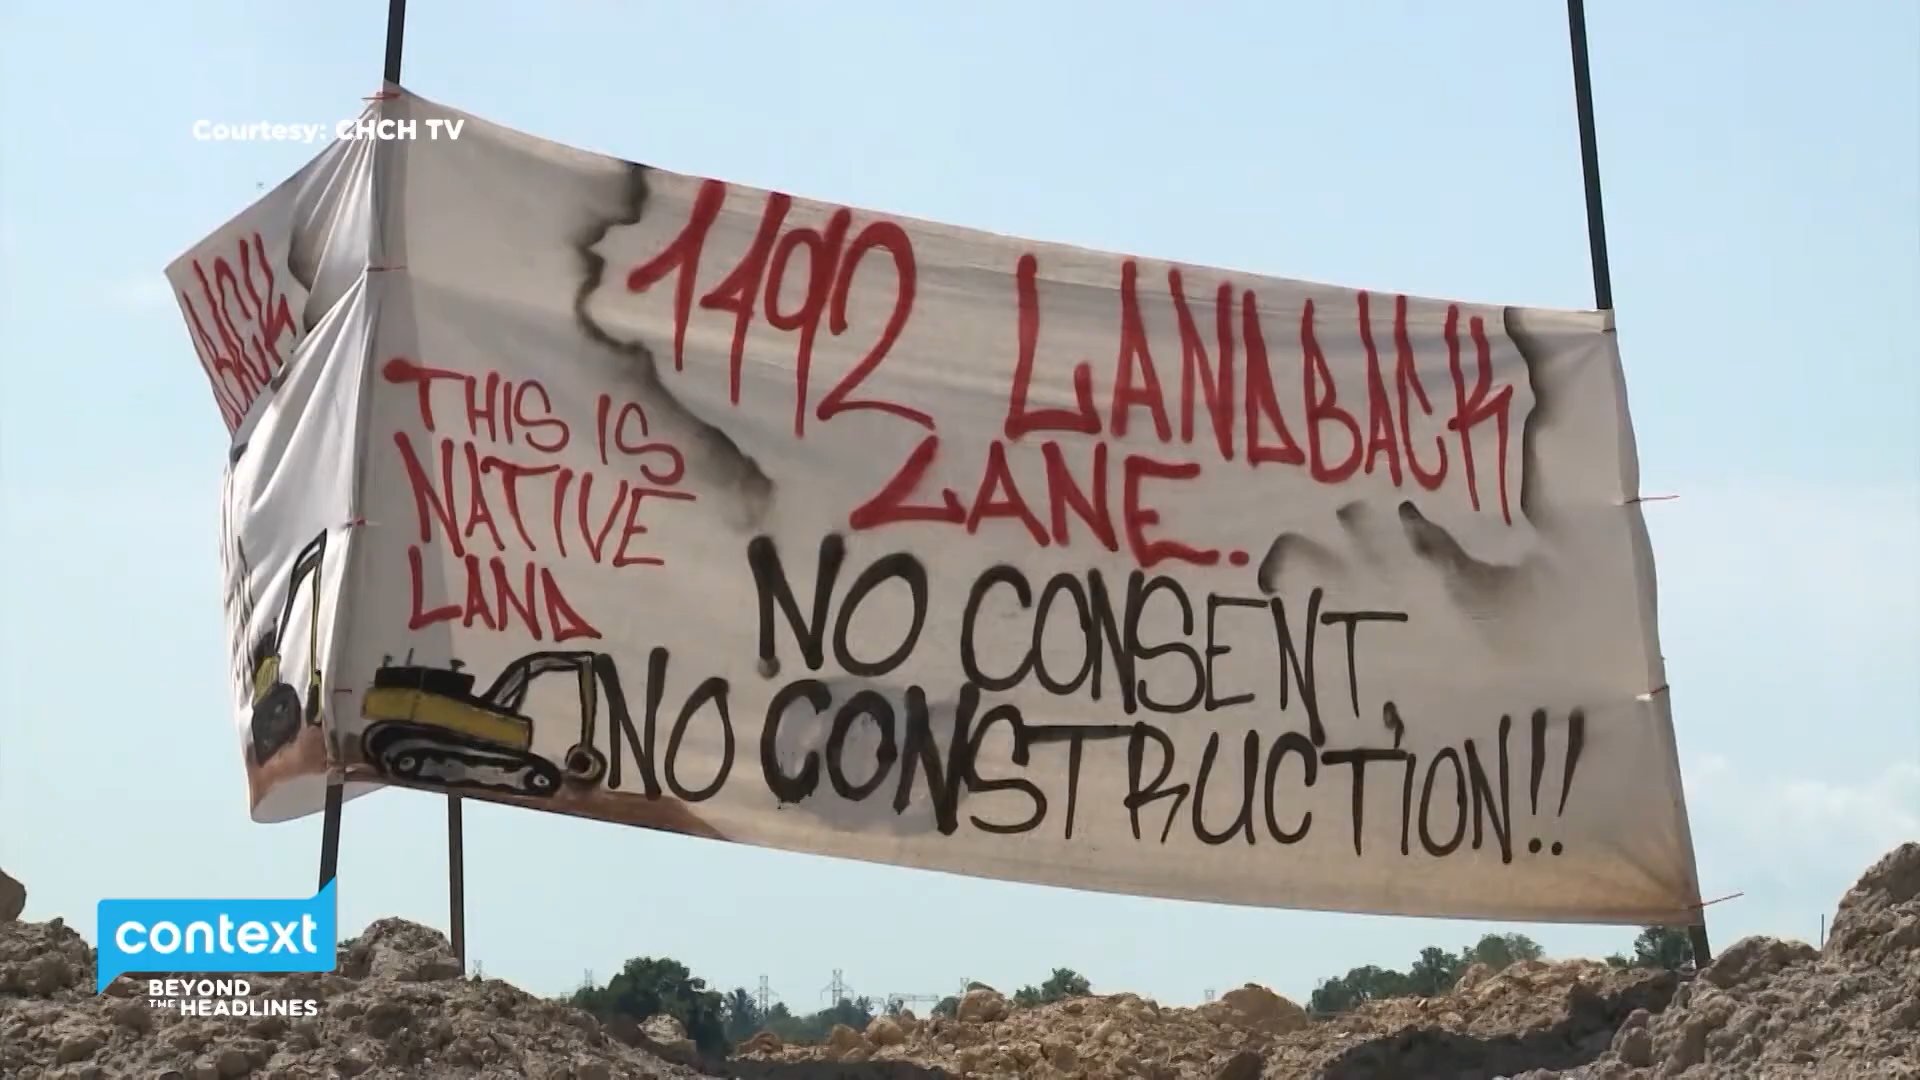 Courtesy: CHCH TV
1492 LANDBACK
LANE.
THIS IS
NATIVE
LAND
NO CONSENT,
NO CONSTRUCTION!!
context
BEYOND
THE HEADLINES